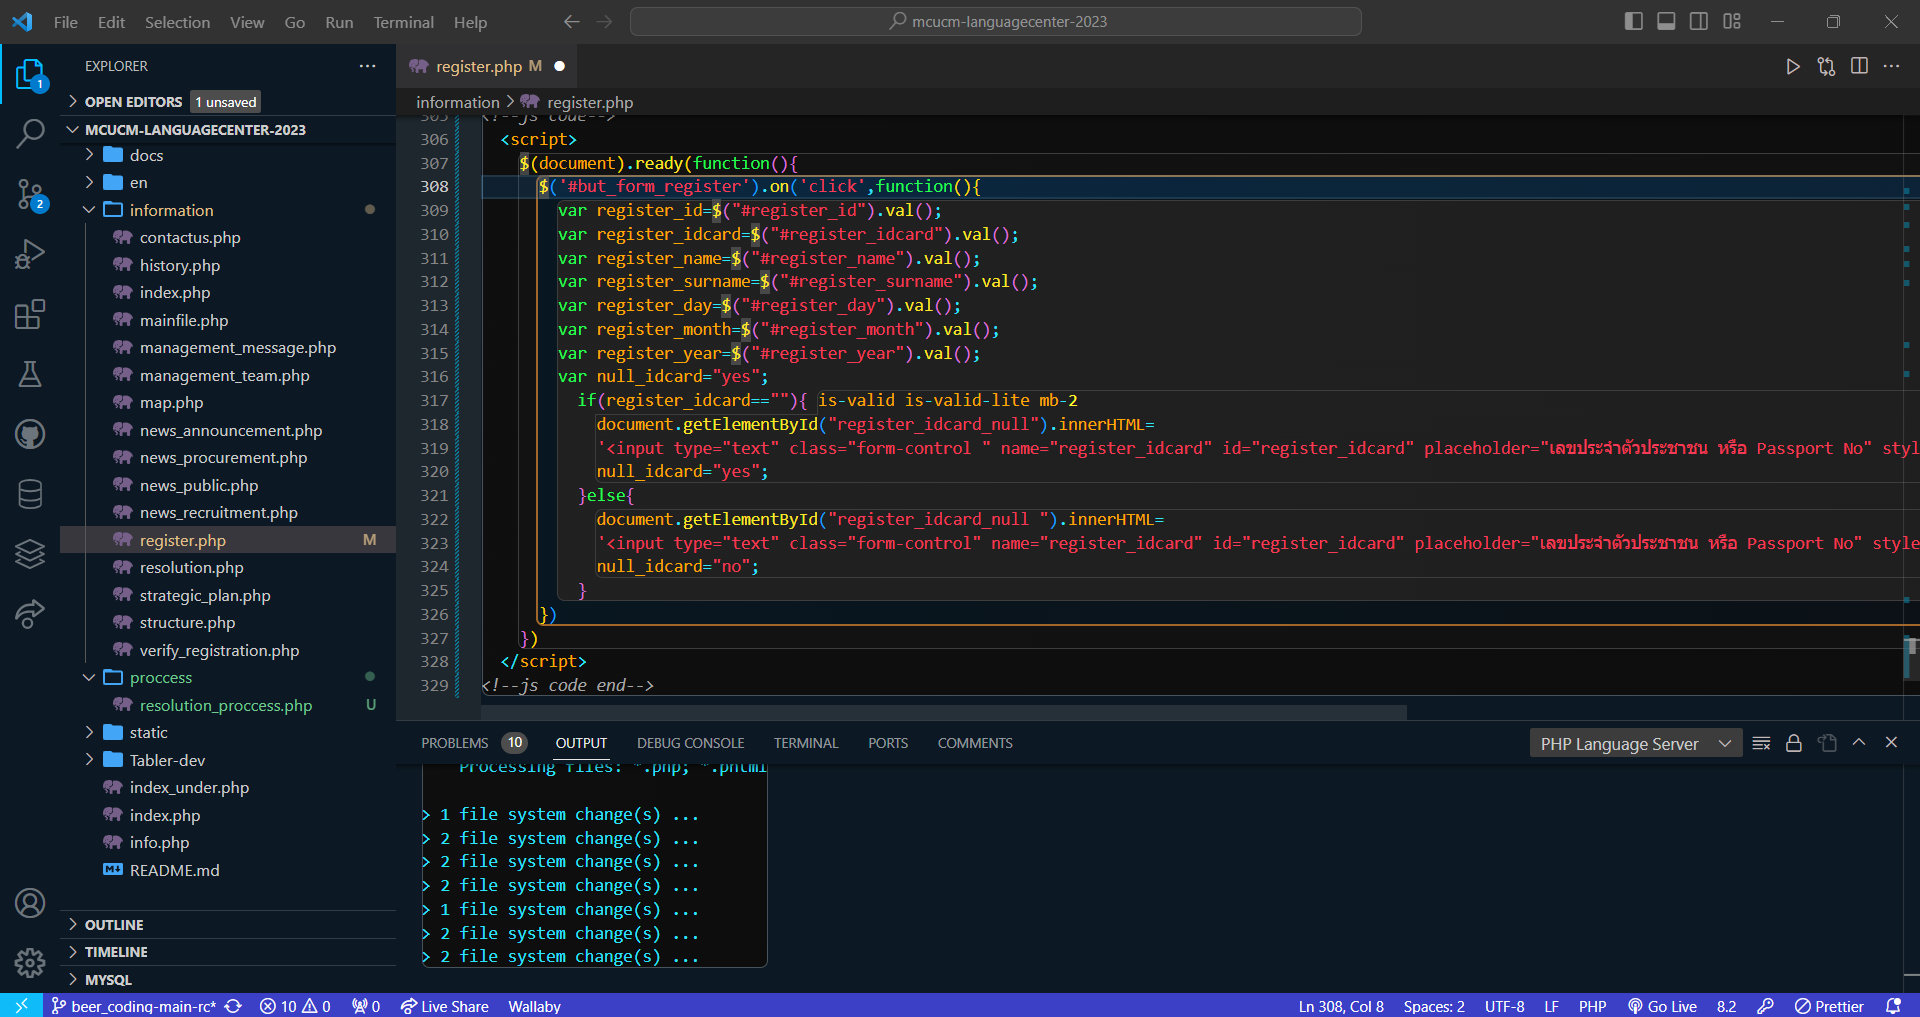 File Edit Selection View Go Run Terminal Help
mcucm-languagecenter-2023
EXPLORER
OPEN EDITORS 1 unsaved
MCUCM-LANGUAGECENTER-2023
docs
en
information
contactus.php
history.php
index.php
mainfile.php
management_message.php
management_team.php
map.php
news_announcement.php
news_procurement.php
news_public.php
news_recruitment.php
register.php M
resolution.php
strategic_plan.php
structure.php
verify_registration.php
proccess
resolution_proccess.php U
static
Tabler-dev
index_under.php
index.php
info.php
README.md
OUTLINE
TIMELINE
MYSQL
1
2
register.php M
information > register.php
305 <!--js code-->
306 <script>
307 $(document).ready(function(){
308 $('#but_form_register').on('click',function(){
309 var register_id=$("#register_id").val();
310 var register_idcard=$("#register_idcard").val();
311 var register_name=$("#register_name").val();
312 var register_surname=$("#register_surname").val();
313 var register_day=$("#register_day").val();
314 var register_month=$("#register_month").val();
315 var register_year=$("#register_year").val();
316 var null_idcard="yes";
317 if(register_idcard==""){ is-valid is-valid-lite mb-2
318 document.getElementById("register_idcard_null").innerHTML=
319 '<input type="text" class="form-control " name="register_idcard" id="register_idcard" placeholder="เลขประจำตัวประชาชน หรือ Passport No" styl
320 null_idcard="yes";
321 }else{
322 document.getElementById("register_idcard_null ").innerHTML=
323 '<input type="text" class="form-control" name="register_idcard" id="register_idcard" placeholder="เลขประจำตัวประชาชน หรือ Passport No" style
324 null_idcard="no";
325 }
326 })
327 })
328 </script>
329 <!--js code end-->
PROBLEMS 10 OUTPUT DEBUG CONSOLE TERMINAL PORTS COMMENTS
PHP Language Server
Processing files: *.php; *.phtml
> 1 file system change(s) ...
> 2 file system change(s) ...
> 2 file system change(s) ...
> 2 file system change(s) ...
> 1 file system change(s) ...
> 2 file system change(s) ...
> 2 file system change(s) ...
beer_coding-main-rc* 10 0 0 Live Share Wallaby
Ln 308, Col 8 Spaces: 2 UTF-8 LF PHP Go Live 8.2 Prettier